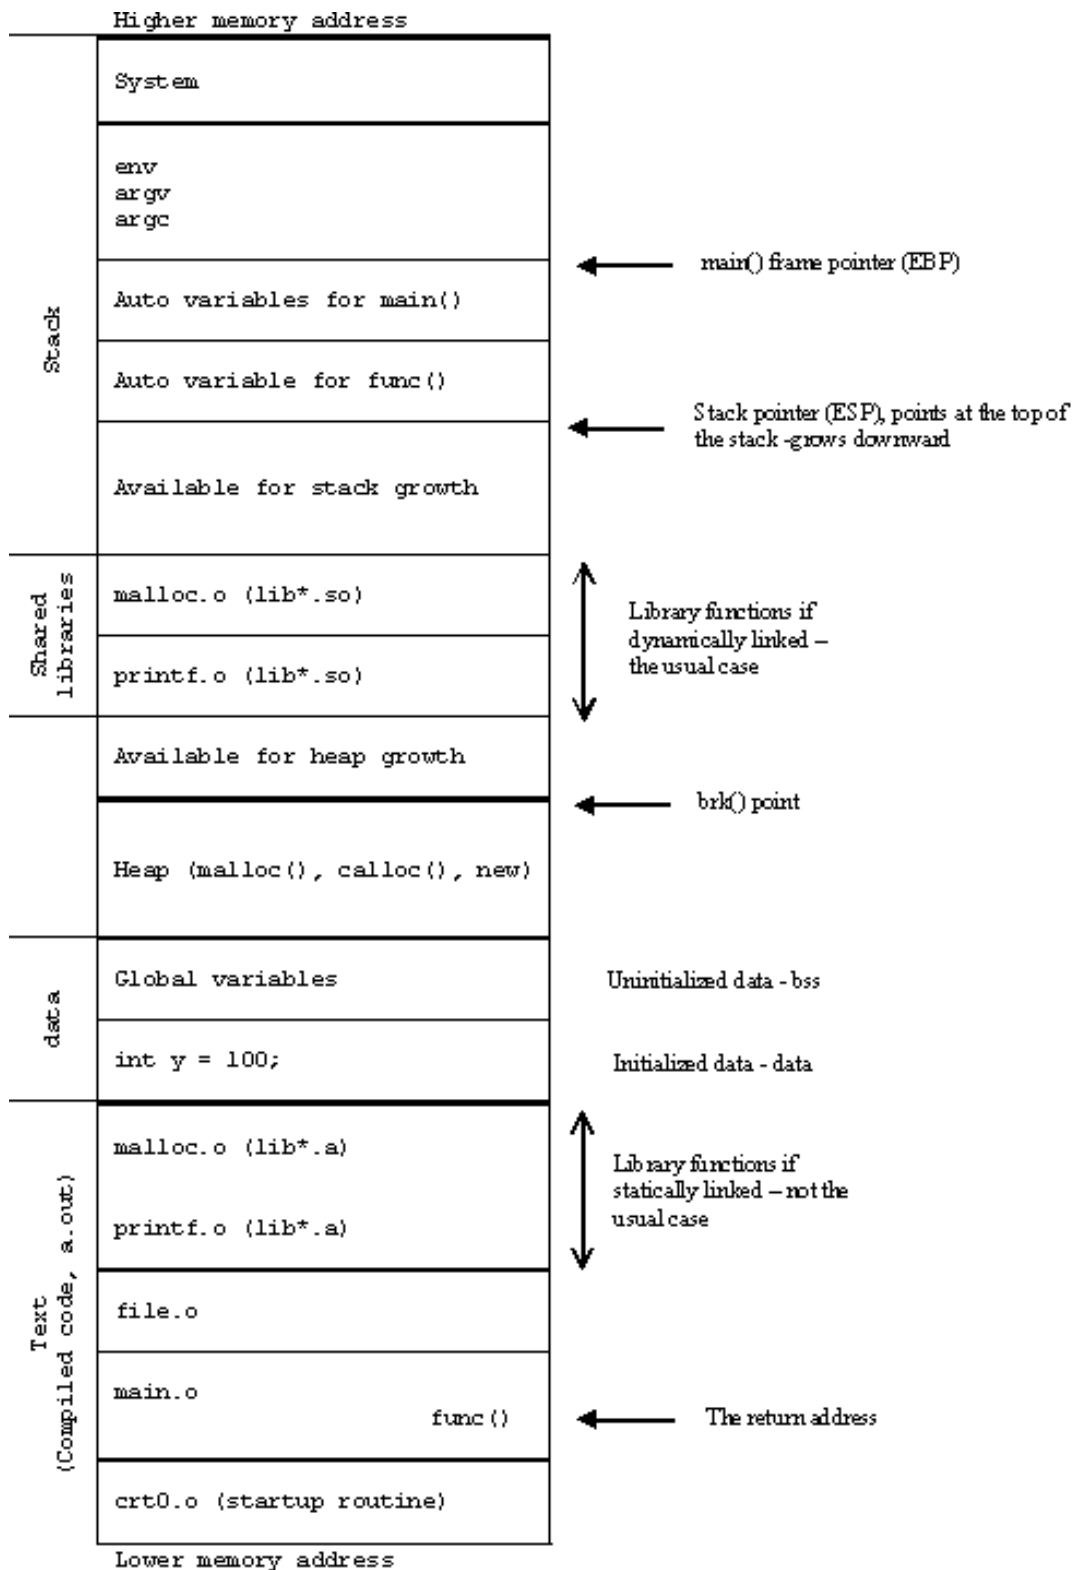 Higher memory address
System
env
argv
argc
main() frame pointer (EBP)
Auto variables for main()
Stack
Auto variable for func()
Stack pointer (ESP), points at the top of
the stack -grows downward
Available for stack growth
Shared
libraries
malloc.o (lib*.so)
printf.o (lib*.so)
Library functions if
dynamically linked –
the usual case
Available for heap growth
brk() point
Heap (malloc(), calloc(), new)
data
Global variables
Uninitialized data - bss
int y = 100;
Initialized data - data
Text
(Compiled code, a.out)
malloc.o (lib*.a)
printf.o (lib*.a)
Library functions if
statically linked – not the
usual case
file.o
main.o
func()
The return address
crt0.o (startup routine)
Lower memory address